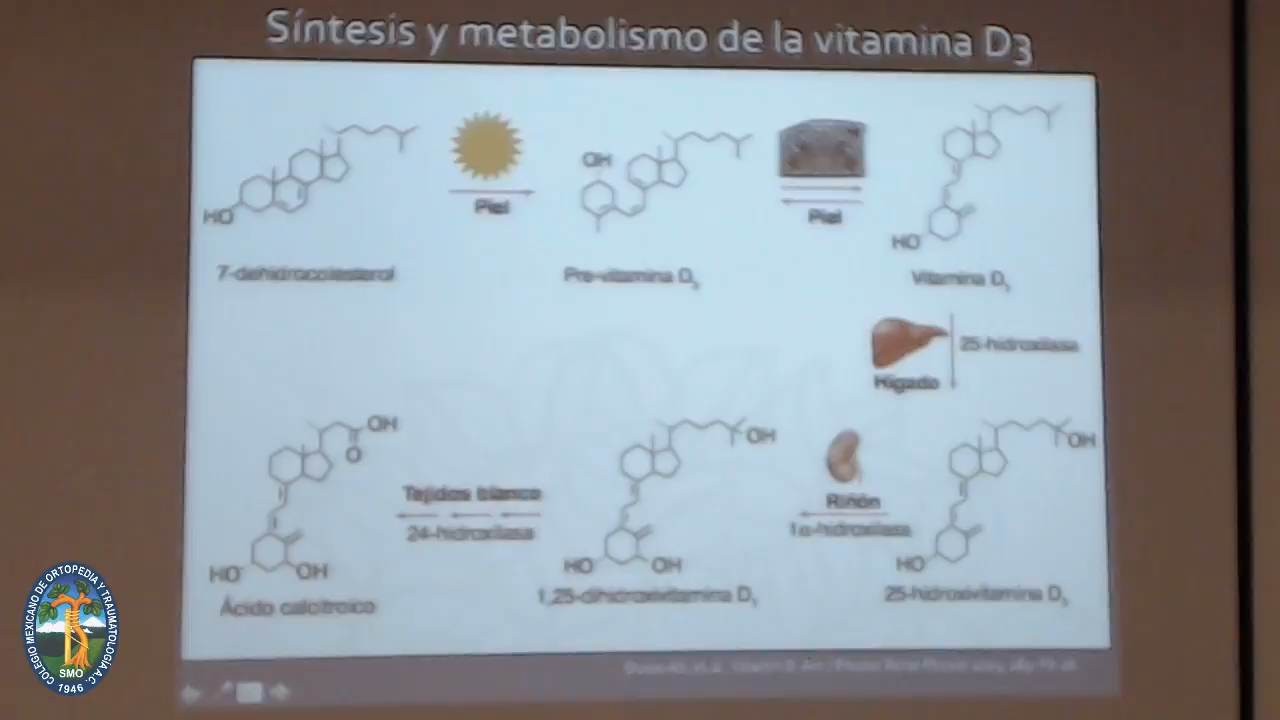 Síntesis y metabolismo de la vitamina D3
HO
7-dehidrocolesterol
Piel
OH
Pre-vitamina D3
Piel
HO
Vitamina D3
Hígado
25-hidroxilasa
OH
HO
25-hidroxivitamina D3
Riñón
1α-hidroxilasa
OH
HO
OH
1,25-dihidroxivitamina D3
Tejidos blanco
24-hidroxilasa
OH
O
HO
OH
Ácido calcitroico
COLEGIO MEXICANO DE ORTOPEDIA Y TRAUMATOLOGÍA A.C.
SMO
1946